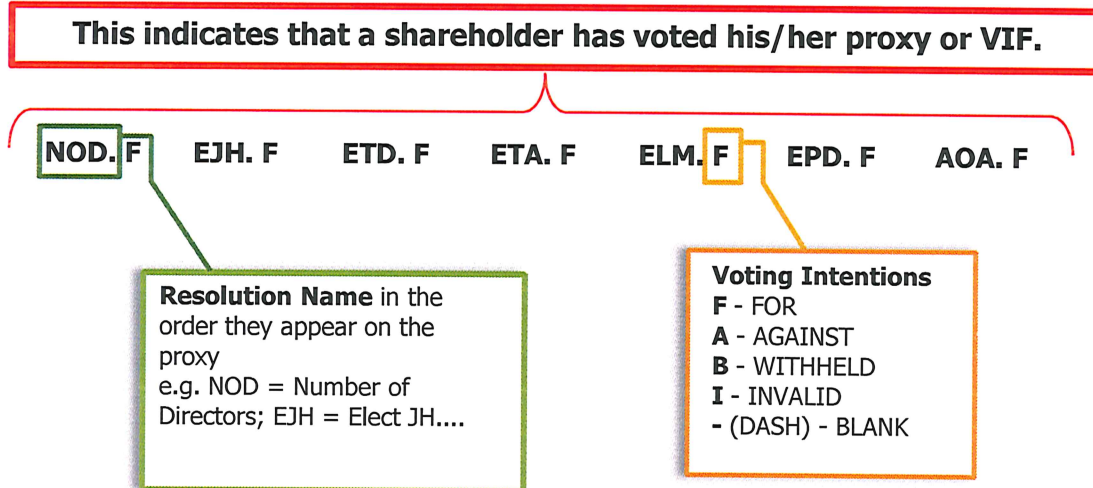 This indicates that a shareholder has voted his/her proxy or VIF.
NOD. F EJH. F ETD. F ETA. F ELM. F EPD. F AOA. F
Resolution Name in the
order they appear on the
proxy
e.g. NOD = Number of
Directors; EJH = Elect JH....
Voting Intentions
F - FOR
A - AGAINST
B - WITHHELD
I - INVALID
- (DASH) - BLANK